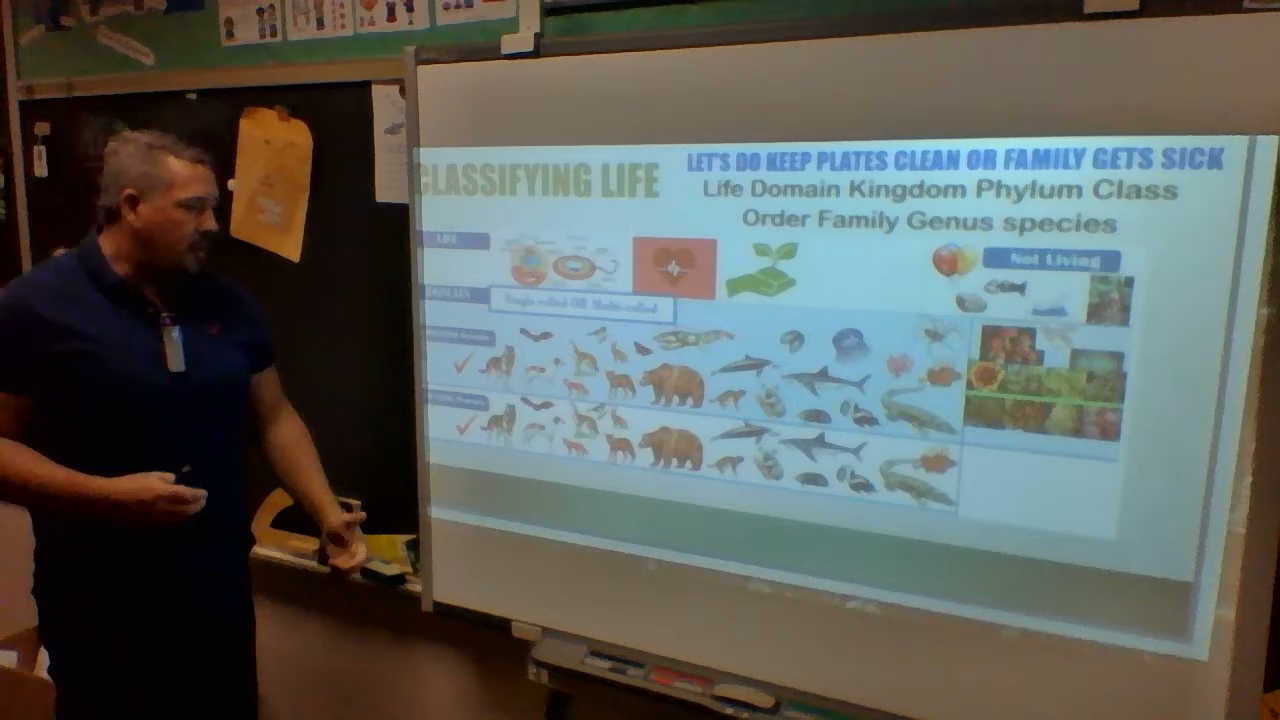 CLASSIFYING LIFE
LET'S DO KEEP PLATES CLEAN OR FAMILY GETS SICK
Life Domain Kingdom Phylum Class
Order Family Genus species
LIFE
Not Living
Single-celled OR Multi-celled